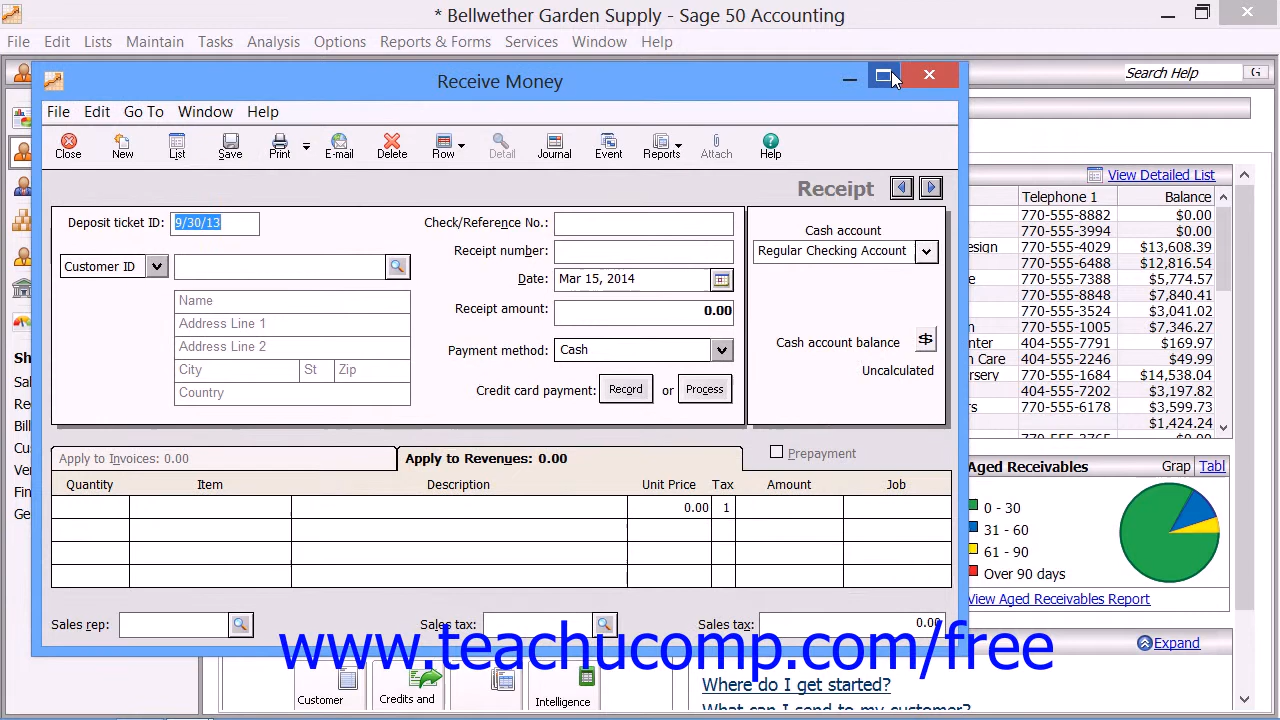 * Bellwether Garden Supply - Sage 50 Accounting
File Edit Lists Maintain Tasks Analysis Options Reports & Forms Services Window Help
Search Help
Receive Money
File Edit Go To Window Help
Close New List Save Print E-mail Delete Row Detail Journal Event Reports Attach Help
Receipt
View Detailed List
Telephone 1 Balance
770-555-8882 $0.00
770-555-3994 $0.00
770-555-4029 $13,608.39
770-555-6488 $12,816.54
770-555-7658 $5,774.57
770-555-8848 $7,840.41
770-555-3524 $3,041.02
770-555-1005 $7,346.27
404-555-7791 $169.97
n Care 404-555-2246 $49.99
770-555-1684 $14,538.04
404-555-7202 $3,197.82
770-555-6178 $3,599.73
$1,424.24
Deposit ticket ID: 9/30/13
Customer ID
Name
Address Line 1
Address Line 2
City St Zip
Country
Check/Reference No.:
Receipt number:
Date: Mar 15, 2014
Receipt amount: 0.00
Payment method: Cash
Credit card payment: Record or Process
Cash account
Regular Checking Account
Cash account balance
Uncalculated
Apply to Invoices: 0.00 Apply to Revenues: 0.00 Prepayment
Quantity Item Description Unit Price Tax Amount Job
0.00 1
Sales rep: Sales tax: Sales tax: 0.00
Aged Receivables Grap Tabl
0 - 30
31 - 60
61 - 90
Over 90 days
View Aged Receivables Report
Expand
www.teachucomp.com/free
Customer Credits and Intelligence
Where do I get started?
What can I send to my customer?